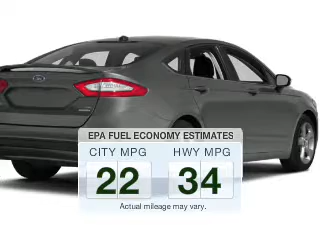 EPA FUEL ECONOMY ESTIMATES
CITY MPG HWY MPG
22 34
Actual mileage may vary.